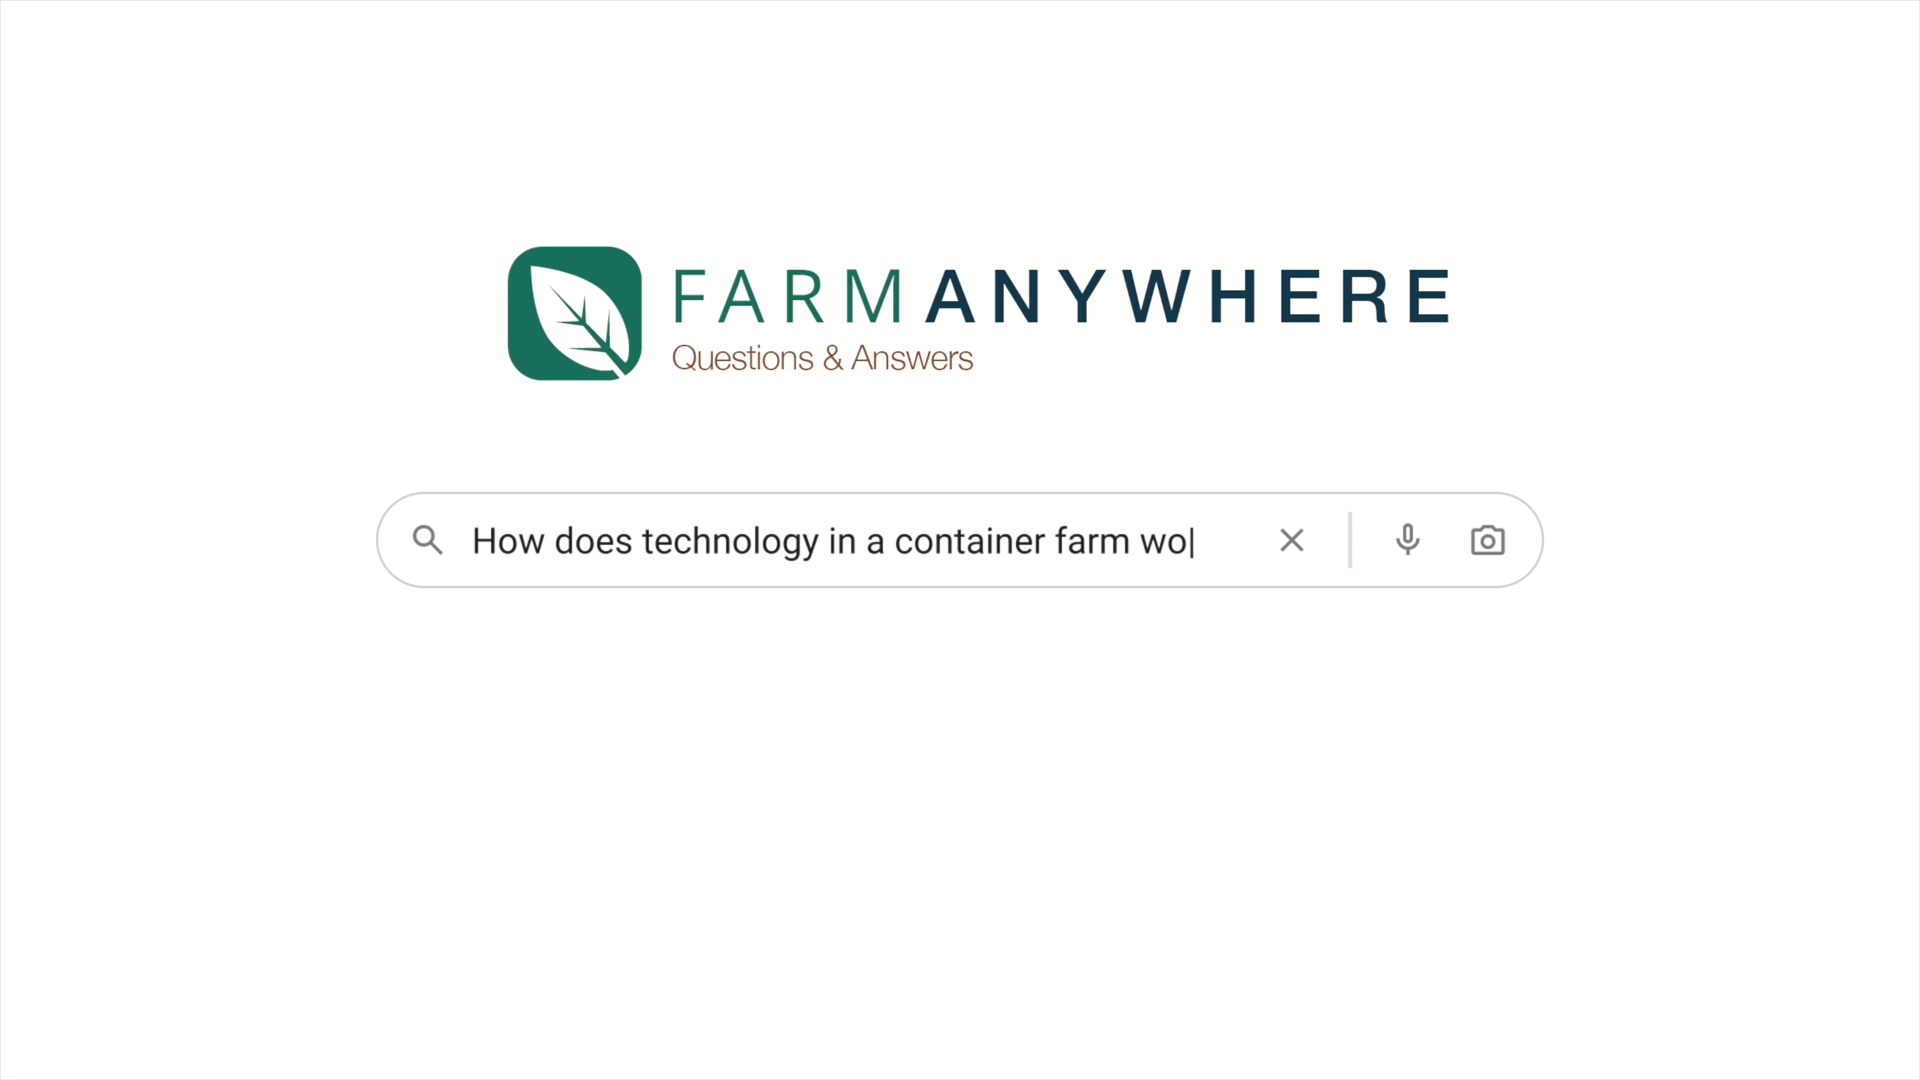 FARMANYWHERE
Questions & Answers
How does technology in a container farm wo